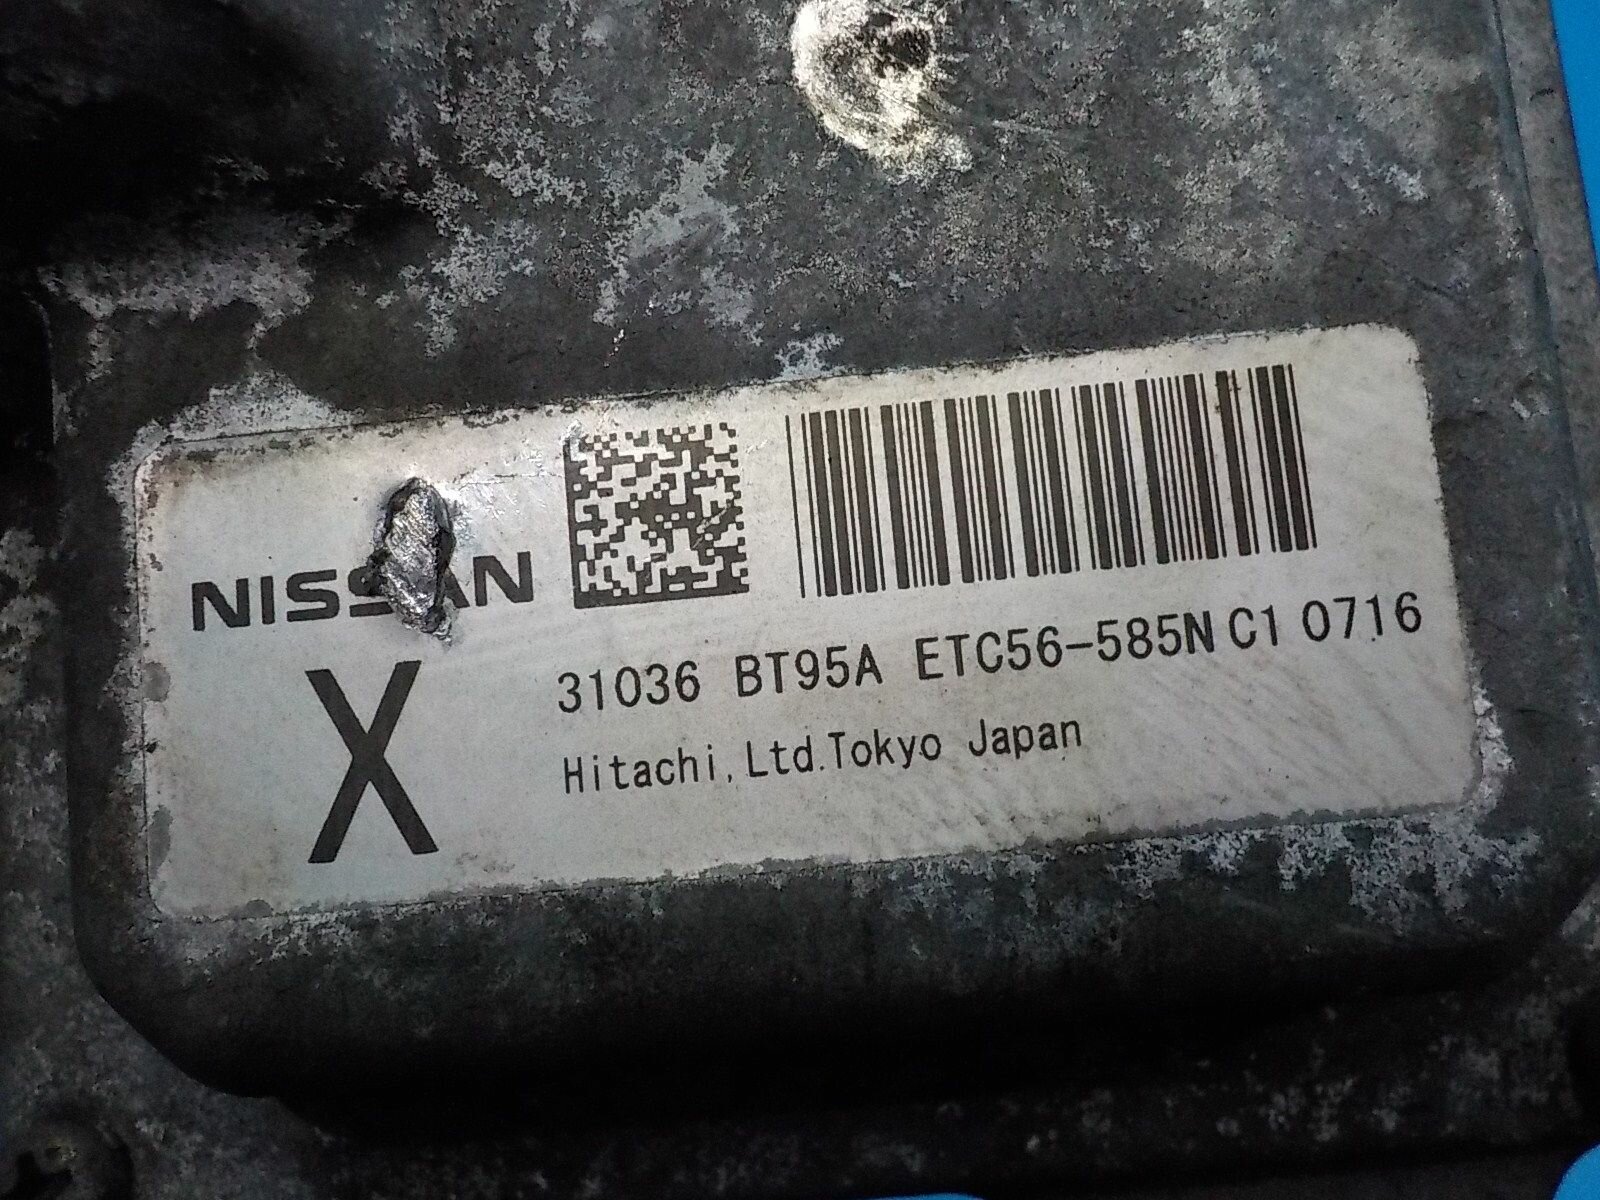 NISSAN
X
31036 BT95A ETC56-585N C1 0716
Hitachi, Ltd. Tokyo Japan